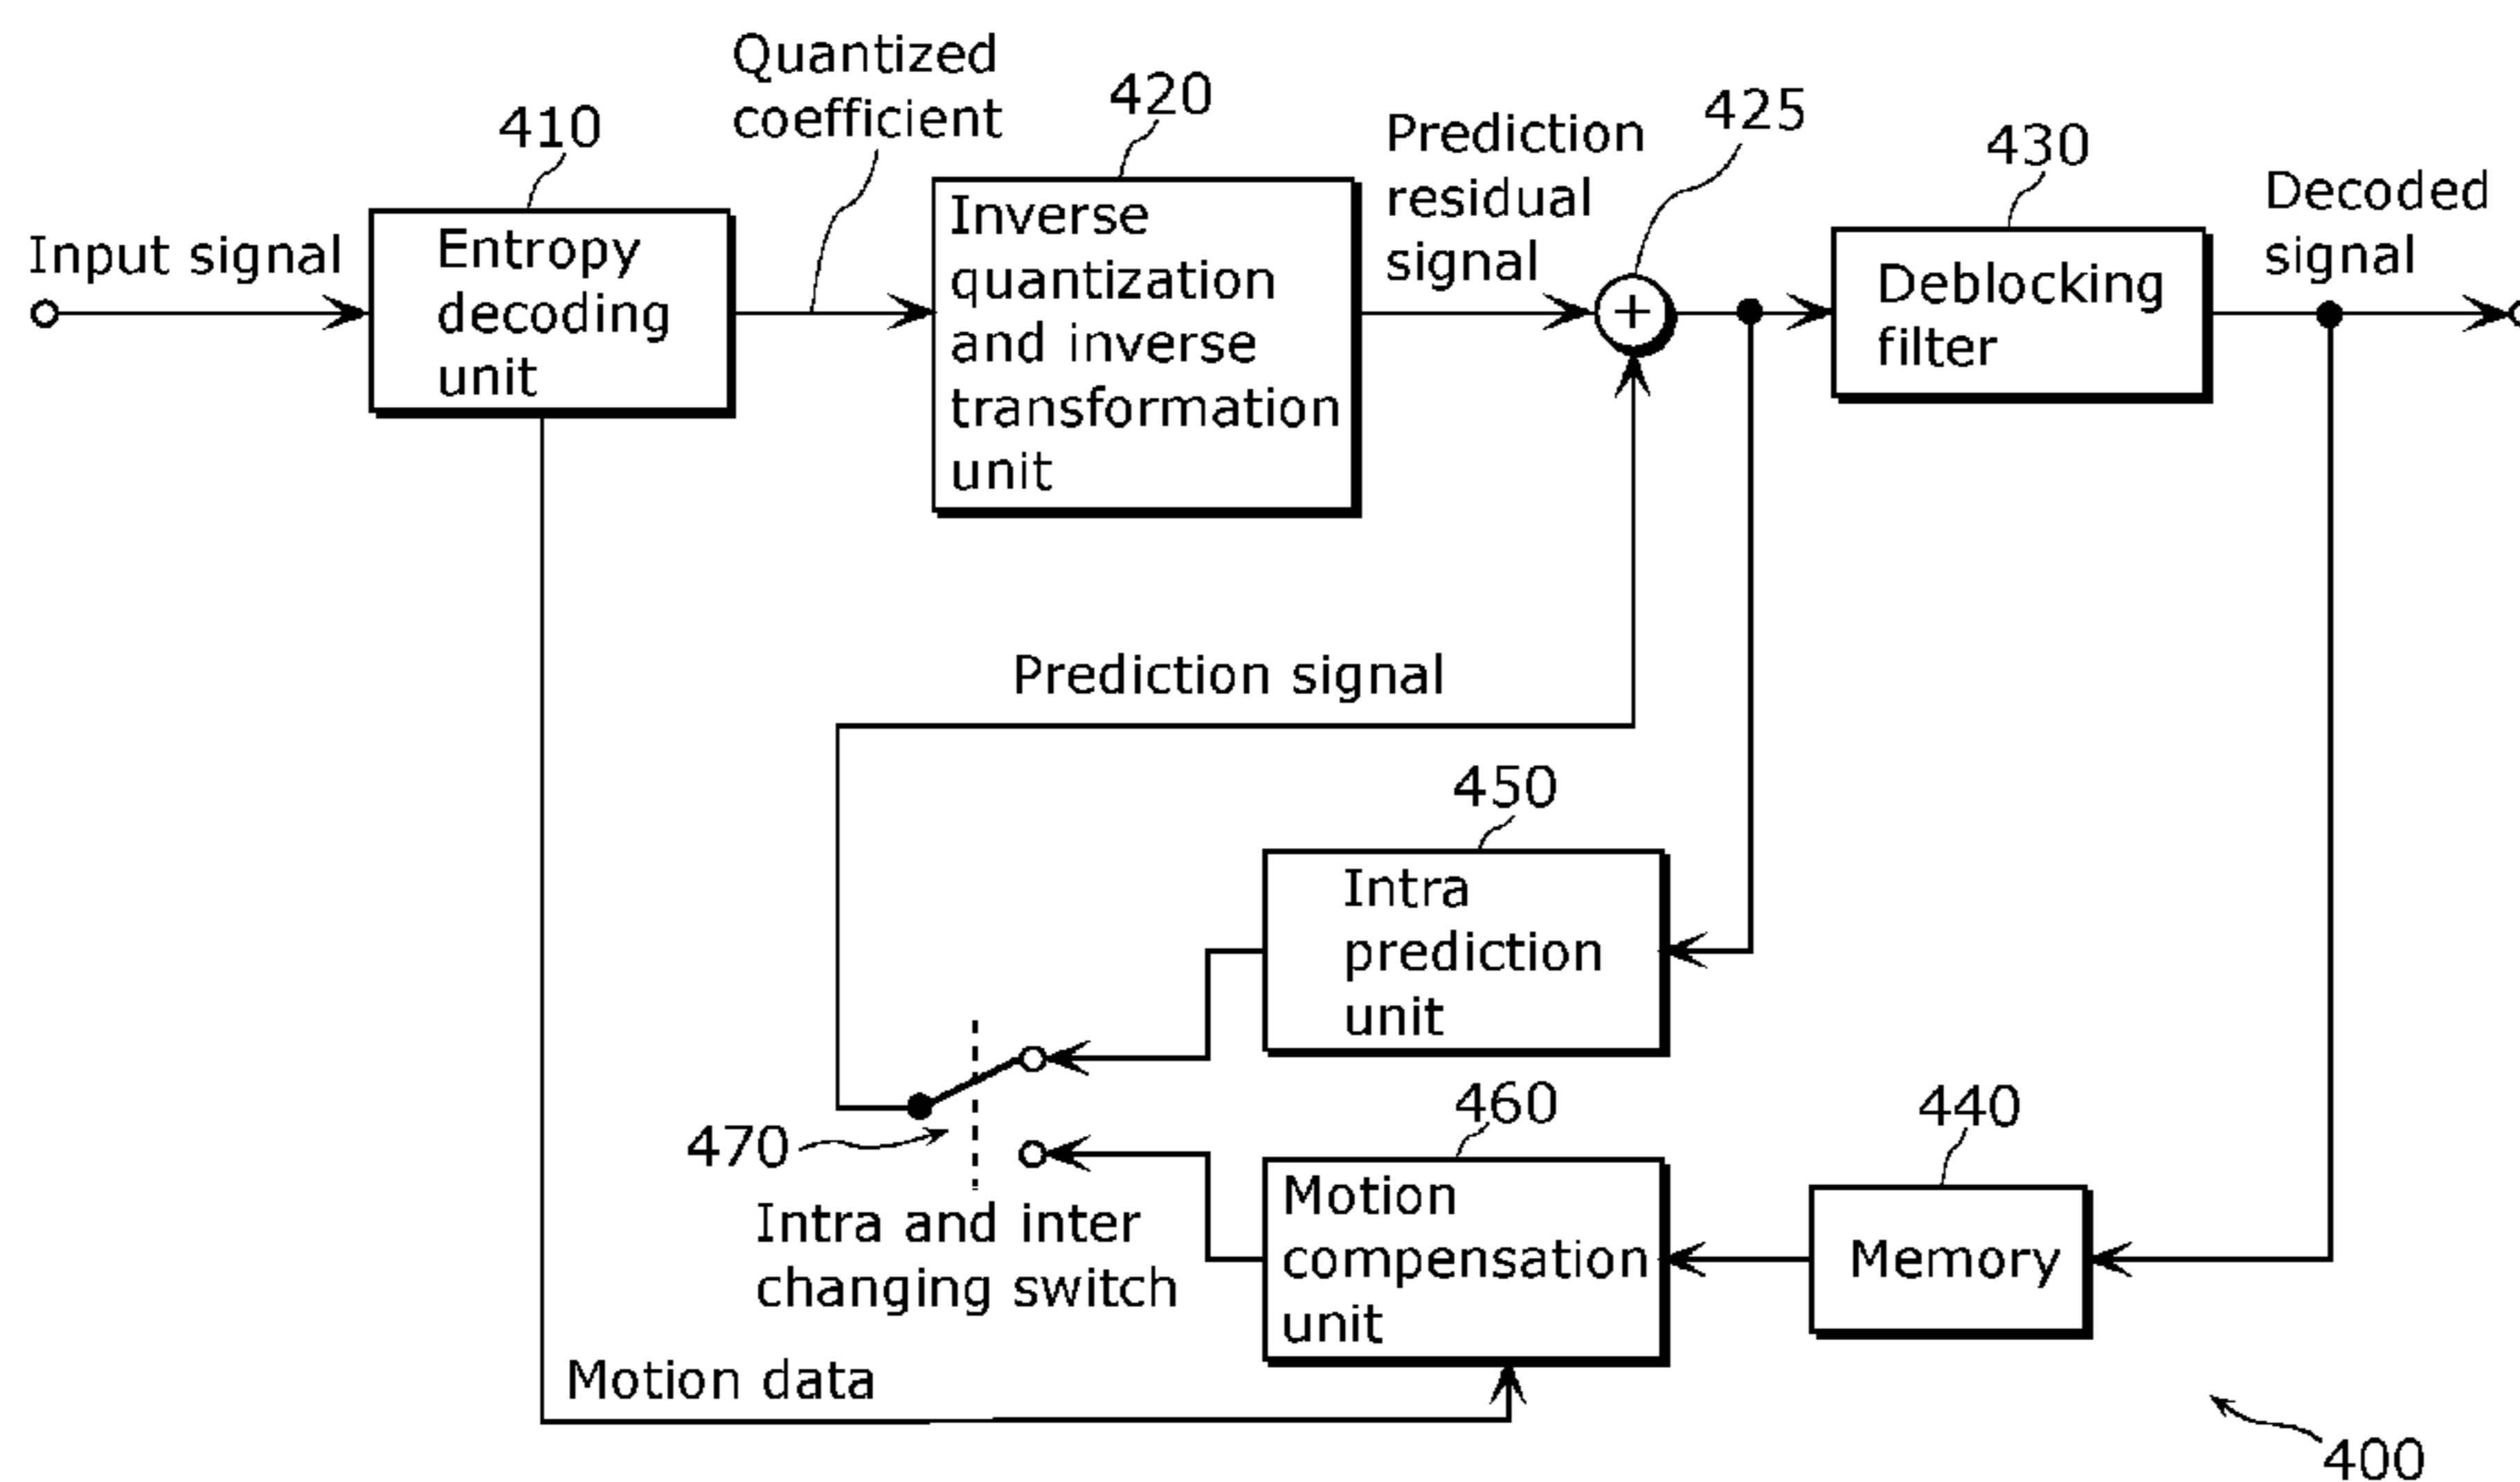 Quantized
coefficient
410
420
425
430
Prediction
residual
signal
Decoded
signal
Input signal
Entropy
decoding
unit
Inverse
quantization
and inverse
transformation
unit
+
Deblocking
filter
Prediction signal
450
Intra
prediction
unit
470
460
440
Intra and inter
changing switch
Motion
compensation
unit
Memory
Motion data
400